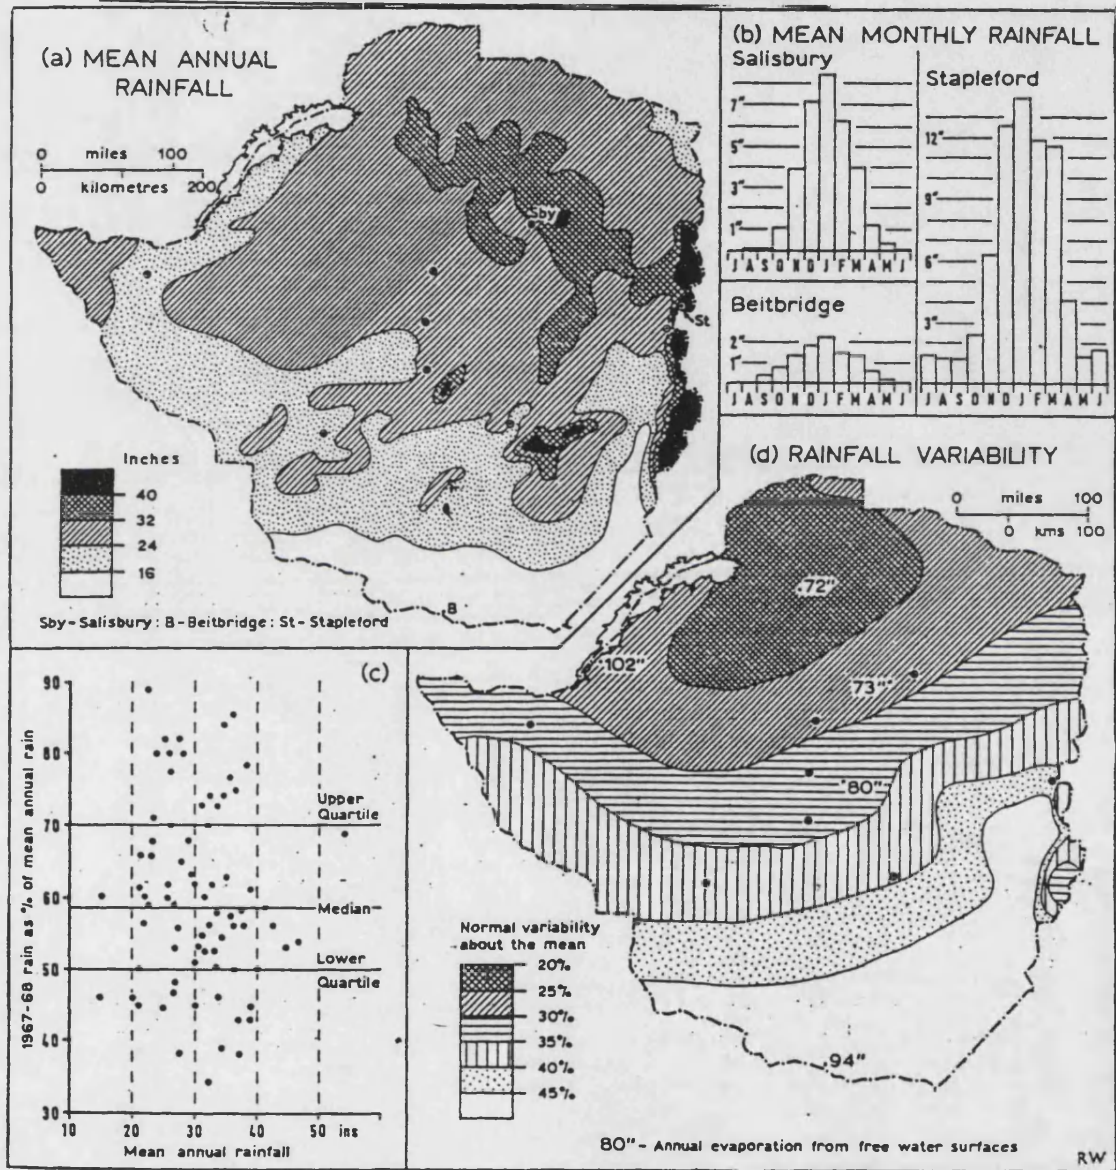 (a) MEAN ANNUAL
RAINFALL
0 miles 100
0 kilometres 200
Sby
St
B
Inches
40
32
24
16
Sby-Salisbury : B-Beitbridge : St-Stapleford
(b) MEAN MONTHLY RAINFALL
Salisbury
7"
5"
3"
1"
J A S O N D J F M A M J
Beitbridge
2"
1"
J A S O N D J F M A M J
Stapleford
12"
9"
6"
3"
J A S O N D J F M A M J
(c)
1967-68 rain as % of mean annual rain
90
80
70
60
50
40
30
Upper
Quartile
Median
Lower
Quartile
10 20 30 40 50 ins
Mean annual rainfall
(d) RAINFALL VARIABILITY
0 miles 100
0 kms 100
72"
102"
73"
80"
94"
Normal variability
about the mean
20%
25%
30%
35%
40%
45%
80" - Annual evaporation from free water surfaces
RW